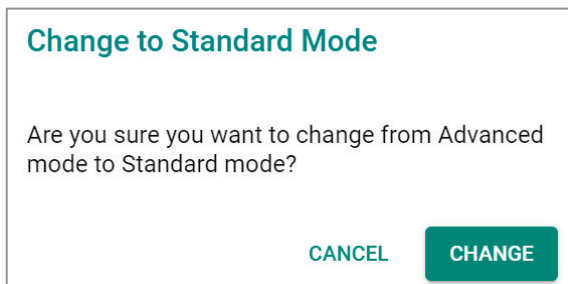 Change to Standard Mode
Are you sure you want to change from Advanced
mode to Standard mode?
CANCEL
CHANGE